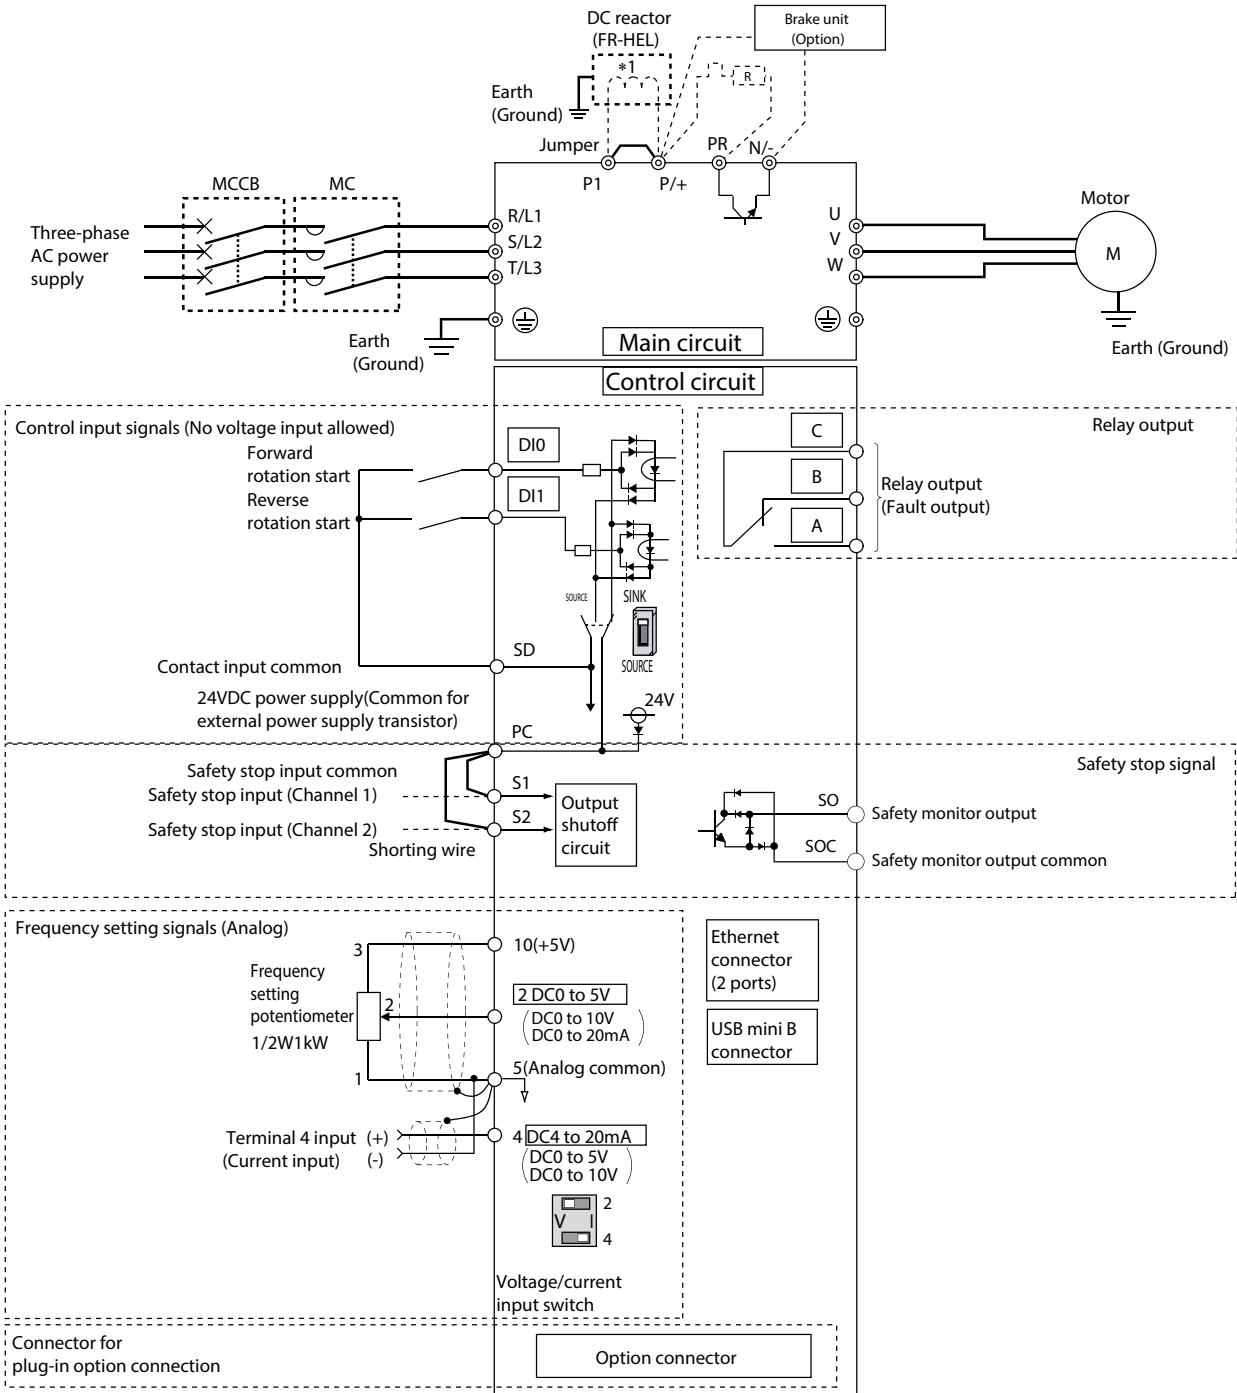 DC reactor
(FR-HEL)
Brake unit
(Option)
*1
R
Earth
(Ground)
Jumper
PR
N/-
P1
P/+
MCCB
MC
Three-phase
AC power
supply
R/L1
S/L2
T/L3
U
V
W
Motor
M
Earth
(Ground)
Earth (Ground)
Main circuit
Control circuit
Control input signals (No voltage input allowed)
Forward
rotation start
Reverse
rotation start
DI0
DI1
SOURCE
SINK
SOURCE
Contact input common
SD
24VDC power supply(Common for
external power supply transistor)
24V
PC
Relay output
C
B
A
Relay output
(Fault output)
Safety stop signal
Safety stop input common
Safety stop input (Channel 1)
Safety stop input (Channel 2)
Shorting wire
S1
S2
Output
shutoff
circuit
SO
Safety monitor output
SOC
Safety monitor output common
Frequency setting signals (Analog)
3
Frequency
setting
potentiometer
1/2W1kW
2
1
10(+5V)
2 DC0 to 5V
(DC0 to 10V
DC0 to 20mA)
5(Analog common)
Terminal 4 input (+)
(Current input) (-)
4 DC4 to 20mA
(DC0 to 5V
DC0 to 10V)
2
V I
4
Voltage/current
input switch
Ethernet
connector
(2 ports)
USB mini B
connector
Connector for
plug-in option connection
Option connector